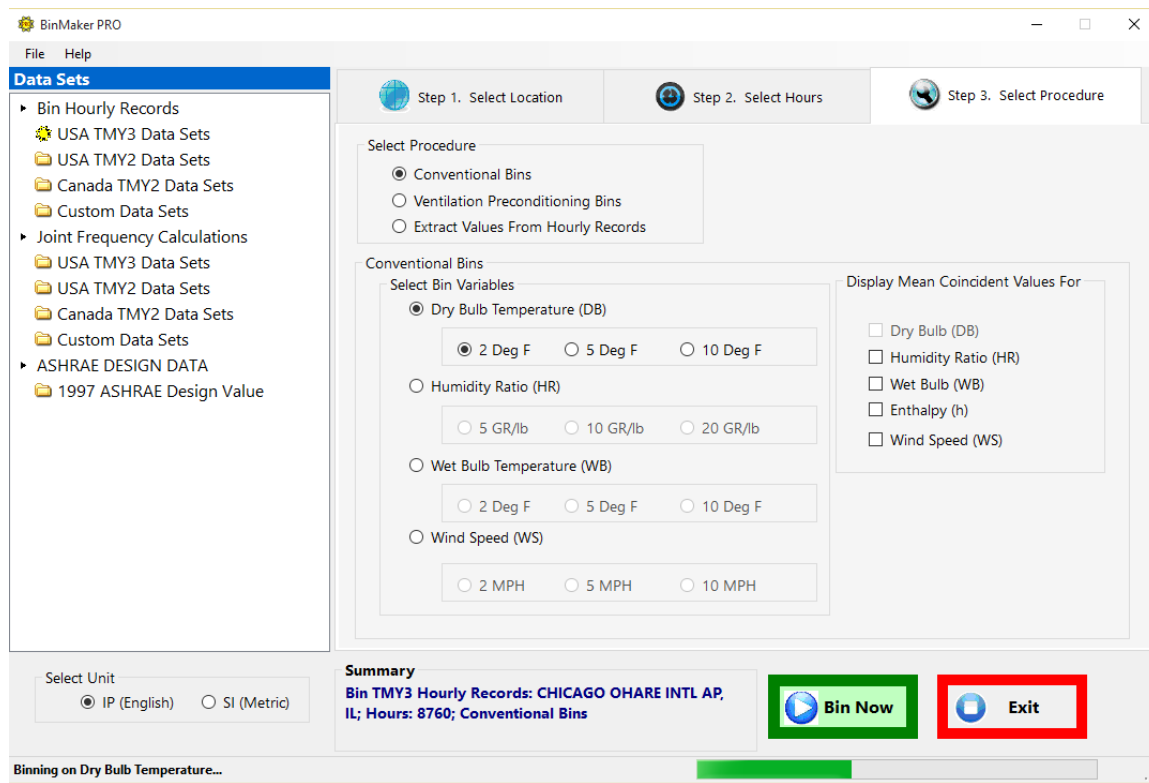 BinMaker PRO
File Help
Data Sets
Bin Hourly Records
USA TMY3 Data Sets
USA TMY2 Data Sets
Canada TMY2 Data Sets
Custom Data Sets
Joint Frequency Calculations
USA TMY3 Data Sets
USA TMY2 Data Sets
Canada TMY2 Data Sets
Custom Data Sets
ASHRAE DESIGN DATA
1997 ASHRAE Design Value
Step 1. Select Location
Step 2. Select Hours
Step 3. Select Procedure
Select Procedure
Conventional Bins
Ventilation Preconditioning Bins
Extract Values From Hourly Records
Conventional Bins
Select Bin Variables
Dry Bulb Temperature (DB)
2 Deg F 5 Deg F 10 Deg F
Humidity Ratio (HR)
5 GR/lb 10 GR/lb 20 GR/lb
Wet Bulb Temperature (WB)
2 Deg F 5 Deg F 10 Deg F
Wind Speed (WS)
2 MPH 5 MPH 10 MPH
Display Mean Coincident Values For
Dry Bulb (DB)
Humidity Ratio (HR)
Wet Bulb (WB)
Enthalpy (h)
Wind Speed (WS)
Select Unit
IP (English) SI (Metric)
Summary
Bin TMY3 Hourly Records: CHICAGO OHARE INTL AP,
IL; Hours: 8760; Conventional Bins
Bin Now
Exit
Binning on Dry Bulb Temperature...